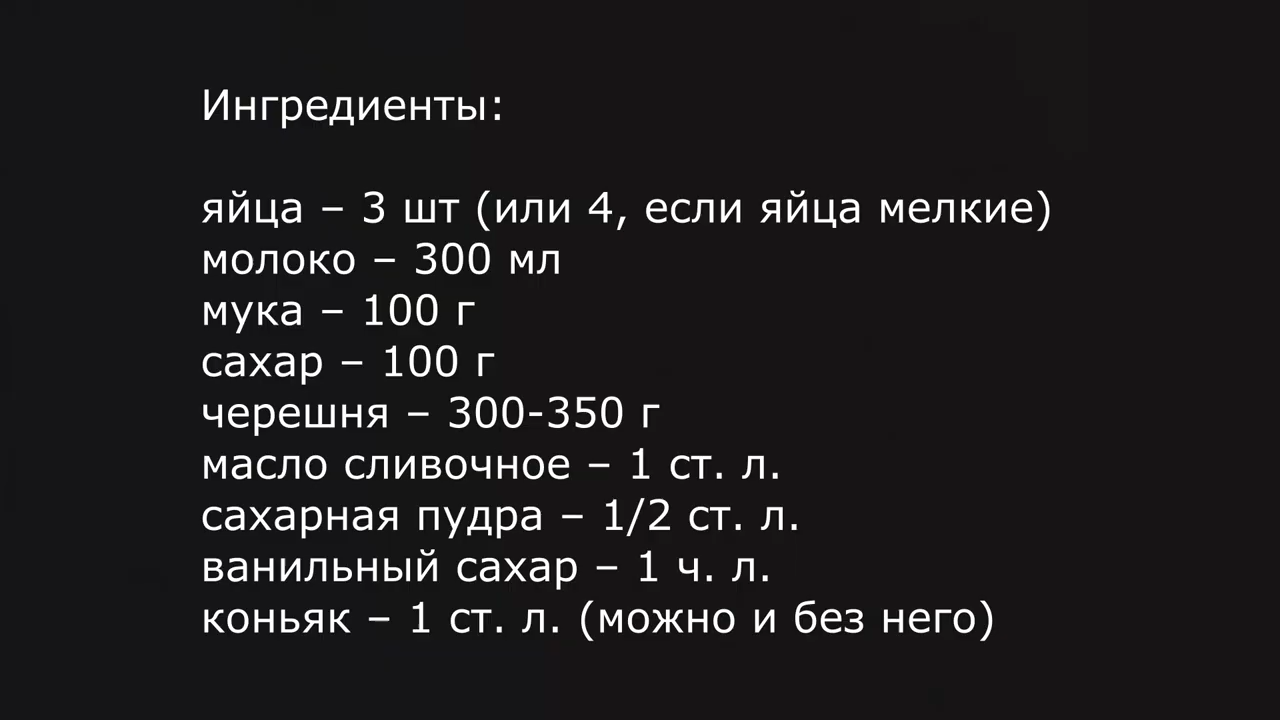 Ингредиенты:
яйца – 3 шт (или 4, если яйца мелкие)
молоко – 300 мл
мука – 100 г
сахар – 100 г
черешня – 300-350 г
масло сливочное – 1 ст. л.
сахарная пудра – 1/2 ст. л.
ванильный сахар – 1 ч. л.
коньяк – 1 ст. л. (можно и без него)